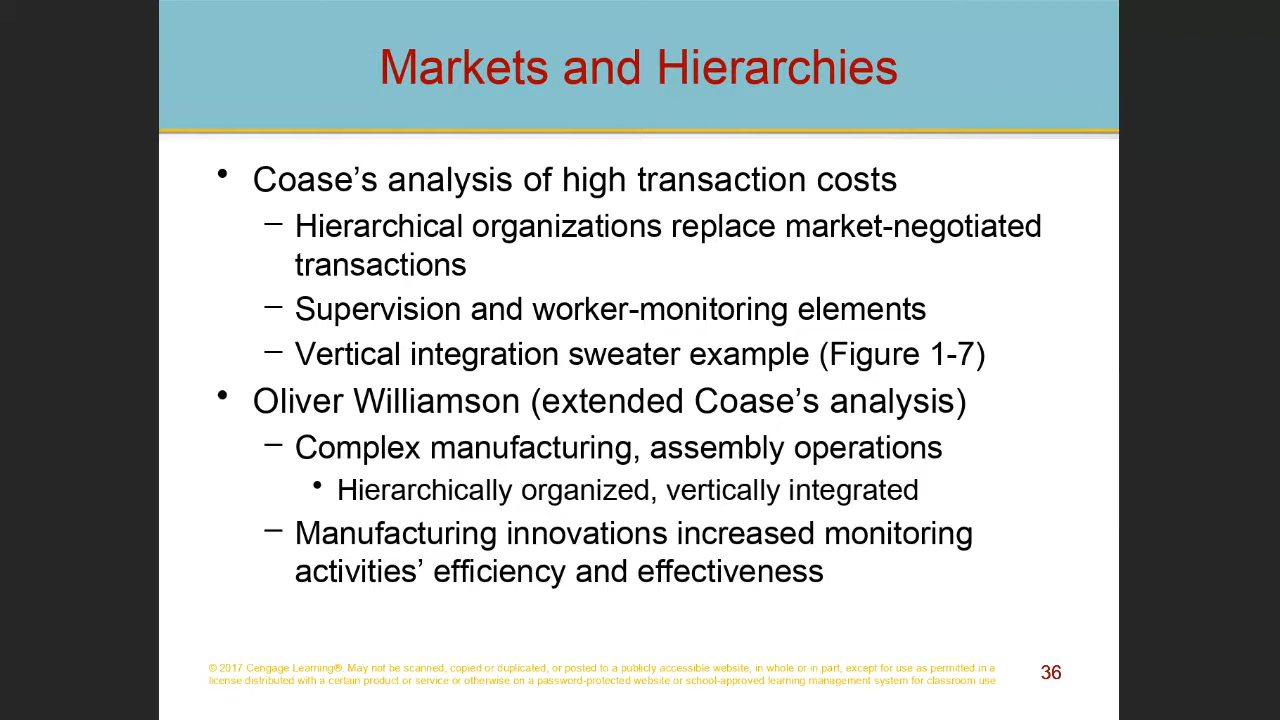 Markets and Hierarchies
• Coase’s analysis of high transaction costs
– Hierarchical organizations replace market-negotiated
transactions
– Supervision and worker-monitoring elements
– Vertical integration sweater example (Figure 1-7)
• Oliver Williamson (extended Coase’s analysis)
– Complex manufacturing, assembly operations
• Hierarchically organized, vertically integrated
– Manufacturing innovations increased monitoring
activities’ efficiency and effectiveness
© 2017 Cengage Learning®. May not be scanned, copied or duplicated, or posted to a publicly accessible website, in whole or in part, except for use as permitted in a
license distributed with a certain product or service or otherwise on a password-protected website or school-approved learning management system for classroom use
36